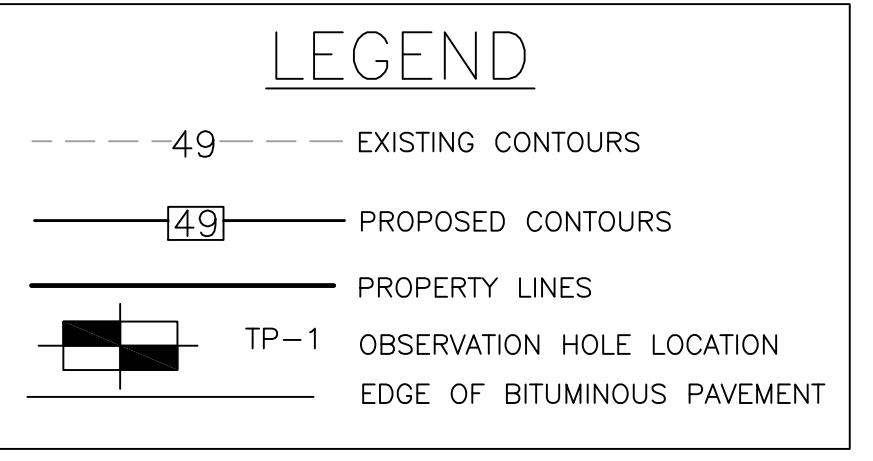 LEGEND
49 EXISTING CONTOURS
49 PROPOSED CONTOURS
PROPERTY LINES
TP-1 OBSERVATION HOLE LOCATION
EDGE OF BITUMINOUS PAVEMENT